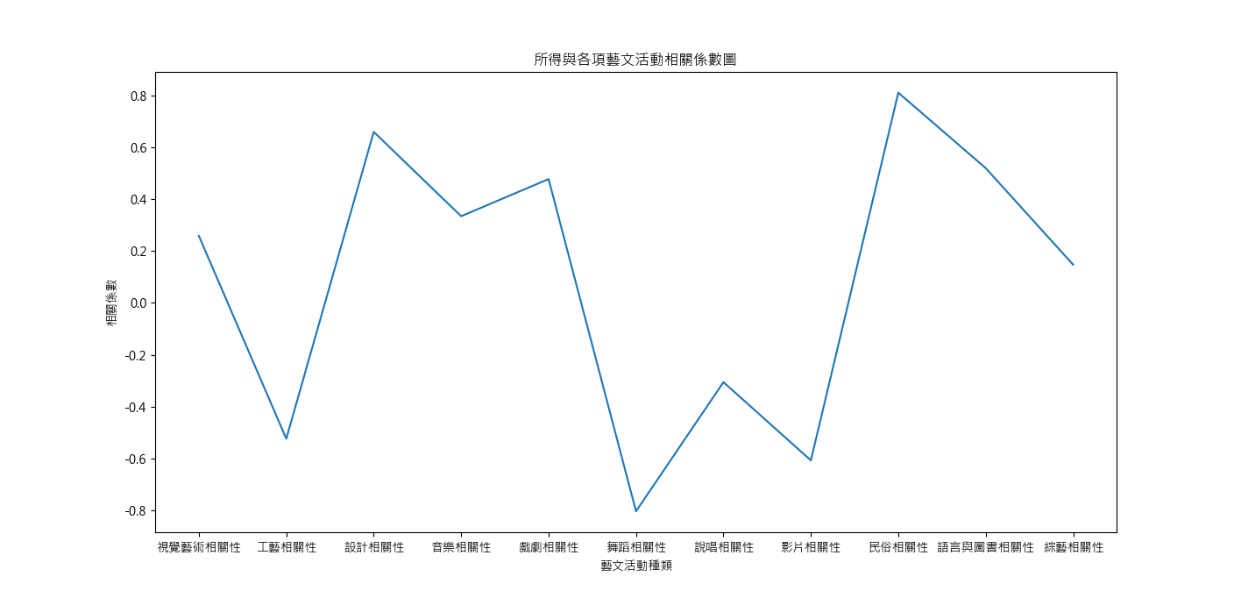 所得與各項藝文活動相關係數圖
相關係數
0.8
0.6
0.4
0.2
0.0
-0.2
-0.4
-0.6
-0.8
視覺藝術相關性 工藝相關性 設計相關性 音樂相關性 戲劇相關性 舞蹈相關性 說唱相關性 影片相關性 民俗相關性 語言與圖書相關性 綜藝相關性
藝文活動種類